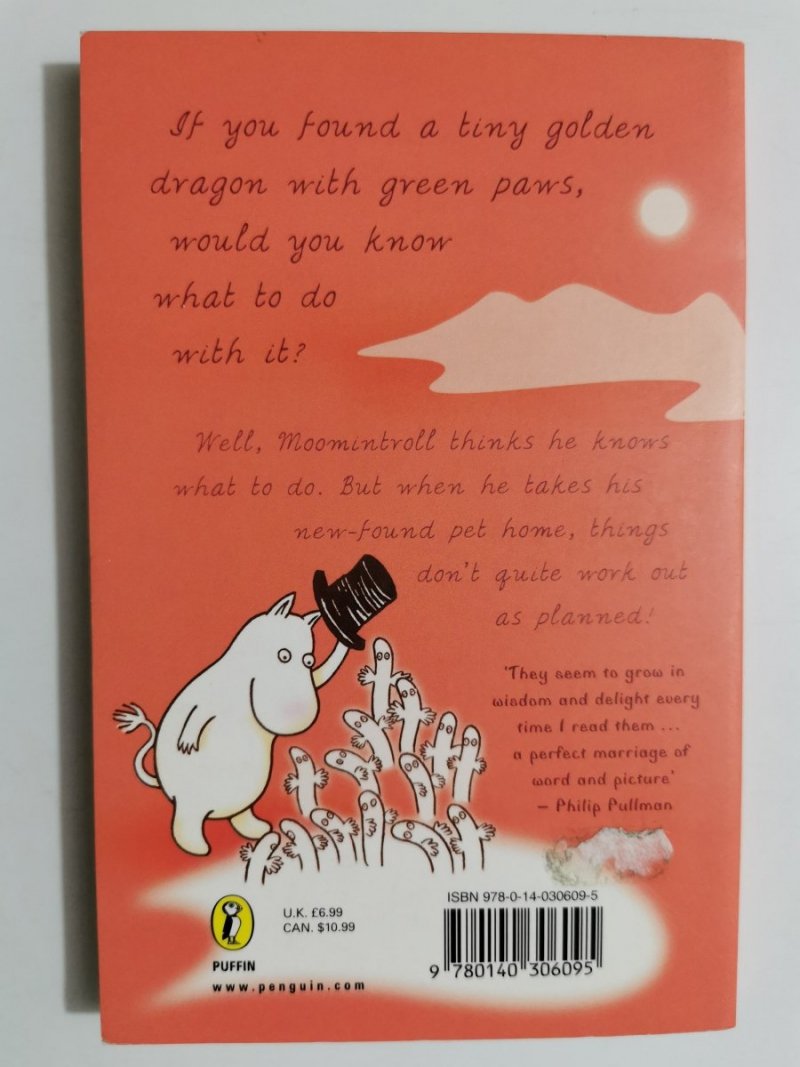 If you found a tiny golden
dragon with green paws,
would you know
what to do
with it?
Well, Moomintroll thinks he knows
what to do. But when he takes his
new-found pet home, things
don't quite work out
as planned!
'They seem to grow in
wisdom and delight every
time I read them ...
a perfect marriage of
word and picture'
– Philip Pullman
ISBN 978-0-14-030609-5
U.K. £6.99
CAN. $10.99
PUFFIN
www.penguin.com
9 780140 306095